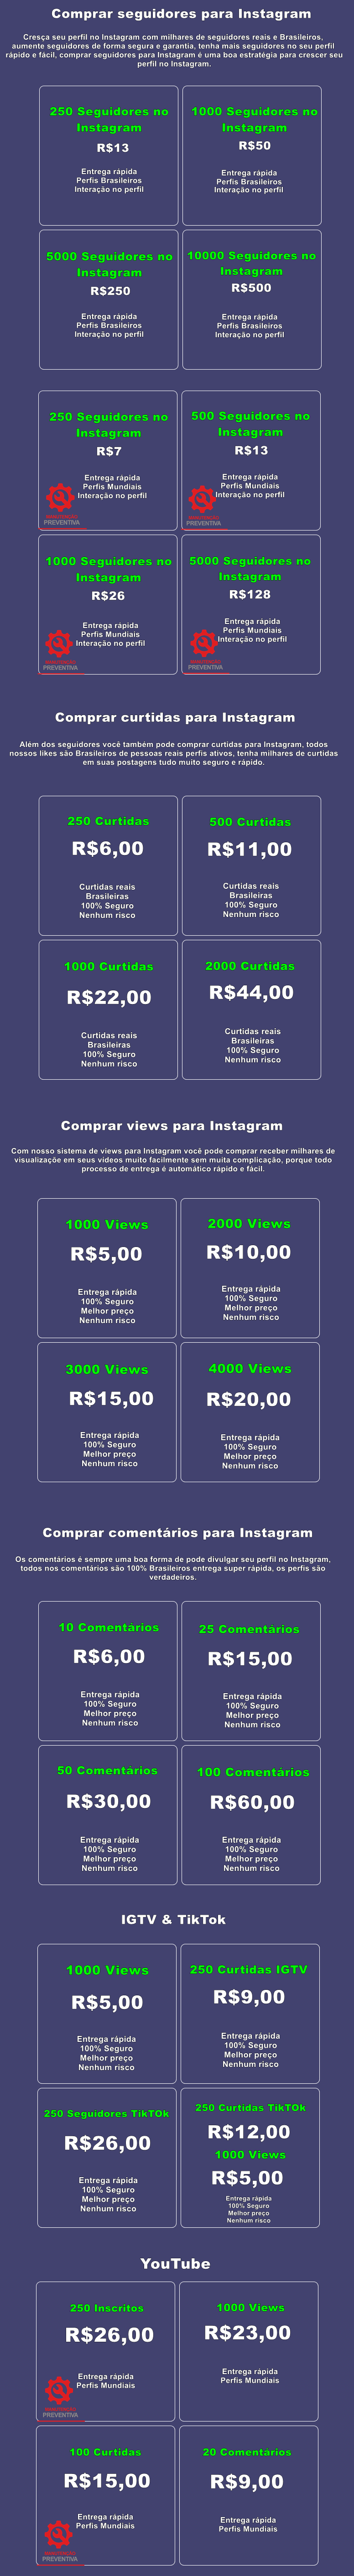 Comprar seguidores para Instagram
Cresça seu perfil no Instagram com milhares de seguidores reais e Brasileiros,
aumente seguidores de forma segura e garantia, tenha mais seguidores no seu perfil
rápido e fácil, comprar seguidores para Instagram é uma boa estratégia para crescer seu
perfil no Instagram.
250 Seguidores no
Instagram
R$13
Entrega rápida
Perfis Brasileiros
Interação no perfil
1000 Seguidores no
Instagram
R$50
Entrega rápida
Perfis Brasileiros
Interação no perfil
5000 Seguidores no
Instagram
R$250
Entrega rápida
Perfis Brasileiros
Interação no perfil
10000 Seguidores no
Instagram
R$500
Entrega rápida
Perfis Brasileiros
Interação no perfil
250 Seguidores no
Instagram
R$7
Entrega rápida
Perfis Mundiais
Interação no perfil
MANUTENÇÃO
PREVENTIVA
500 Seguidores no
Instagram
R$13
Entrega rápida
Perfis Mundiais
Interação no perfil
MANUTENÇÃO
PREVENTIVA
1000 Seguidores no
Instagram
R$26
Entrega rápida
Perfis Mundiais
Interação no perfil
MANUTENÇÃO
PREVENTIVA
5000 Seguidores no
Instagram
R$128
Entrega rápida
Perfis Mundiais
Interação no perfil
MANUTENÇÃO
PREVENTIVA
Comprar curtidas para Instagram
Além dos seguidores você também pode comprar curtidas para Instagram, todos
nossos likes são Brasileiros de pessoas reais perfis ativos, tenha milhares de curtidas
em suas postagens tudo muito seguro e rápido.
250 Curtidas
R$6,00
Curtidas reais
Brasileiras
100% Seguro
Nenhum risco
500 Curtidas
R$11,00
Curtidas reais
Brasileiras
100% Seguro
Nenhum risco
1000 Curtidas
R$22,00
Curtidas reais
Brasileiras
100% Seguro
Nenhum risco
2000 Curtidas
R$44,00
Curtidas reais
Brasileiras
100% Seguro
Nenhum risco
Comprar views para Instagram
Com nosso sistema de views para Instagram você pode comprar receber milhares de
visualização em seus videos muito facilmente sem muita complicação, porque todo
processo de entrega é automático rápido e fácil.
1000 Views
R$5,00
Entrega rápida
100% Seguro
Melhor preço
Nenhum risco
2000 Views
R$10,00
Entrega rápida
100% Seguro
Melhor preço
Nenhum risco
3000 Views
R$15,00
Entrega rápida
100% Seguro
Melhor preço
Nenhum risco
4000 Views
R$20,00
Entrega rápida
100% Seguro
Melhor preço
Nenhum risco
Comprar comentários para Instagram
Os comentários é sempre uma boa forma de pode divulgar seu perfil no Instagram,
todos nos comentários são 100% Brasileiros entrega super rápida, os perfis são
verdadeiros.
10 Comentários
R$6,00
Entrega rápida
100% Seguro
Melhor preço
Nenhum risco
25 Comentários
R$15,00
Entrega rápida
100% Seguro
Melhor preço
Nenhum risco
50 Comentários
R$30,00
Entrega rápida
100% Seguro
Melhor preço
Nenhum risco
100 Comentários
R$60,00
Entrega rápida
100% Seguro
Melhor preço
Nenhum risco
IGTV & TikTok
1000 Views
R$5,00
Entrega rápida
100% Seguro
Melhor preço
Nenhum risco
250 Curtidas IGTV
R$9,00
Entrega rápida
100% Seguro
Melhor preço
Nenhum risco
250 Seguidores TikTOk
R$26,00
Entrega rápida
100% Seguro
Melhor preço
Nenhum risco
250 Curtidas TikTOk
R$12,00
1000 Views
R$5,00
Entrega rápida
100% Seguro
Melhor preço
Nenhum risco
YouTube
250 Inscritos
R$26,00
Entrega rápida
Perfis Mundiais
MANUTENÇÃO
PREVENTIVA
1000 Views
R$23,00
Entrega rápida
Perfis Mundiais
100 Curtidas
R$15,00
Entrega rápida
Perfis Mundiais
MANUTENÇÃO
PREVENTIVA
20 Comentários
R$9,00
Entrega rápida
Perfis Mundiais